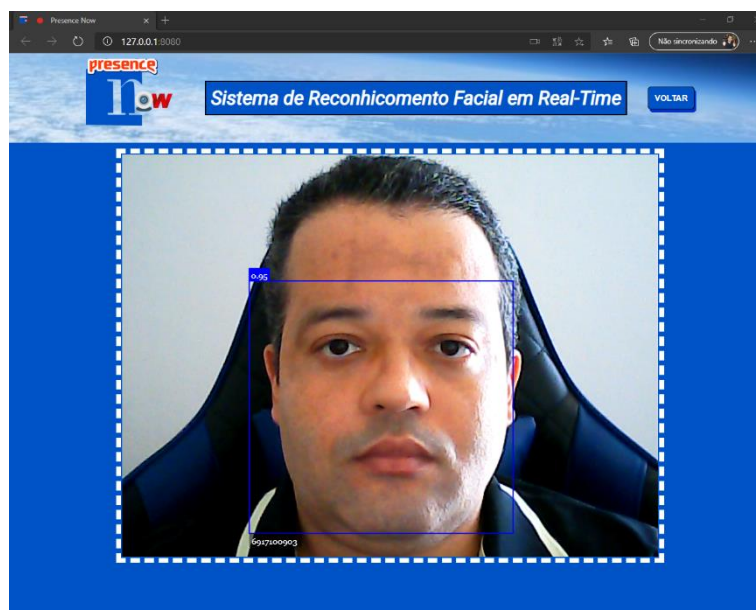 Presence Now
127.0.0.1:8080
Não sincronizando
presence
now
Sistema de Reconhicomento Facial em Real-Time
VOLTAR
0.95
6917100903